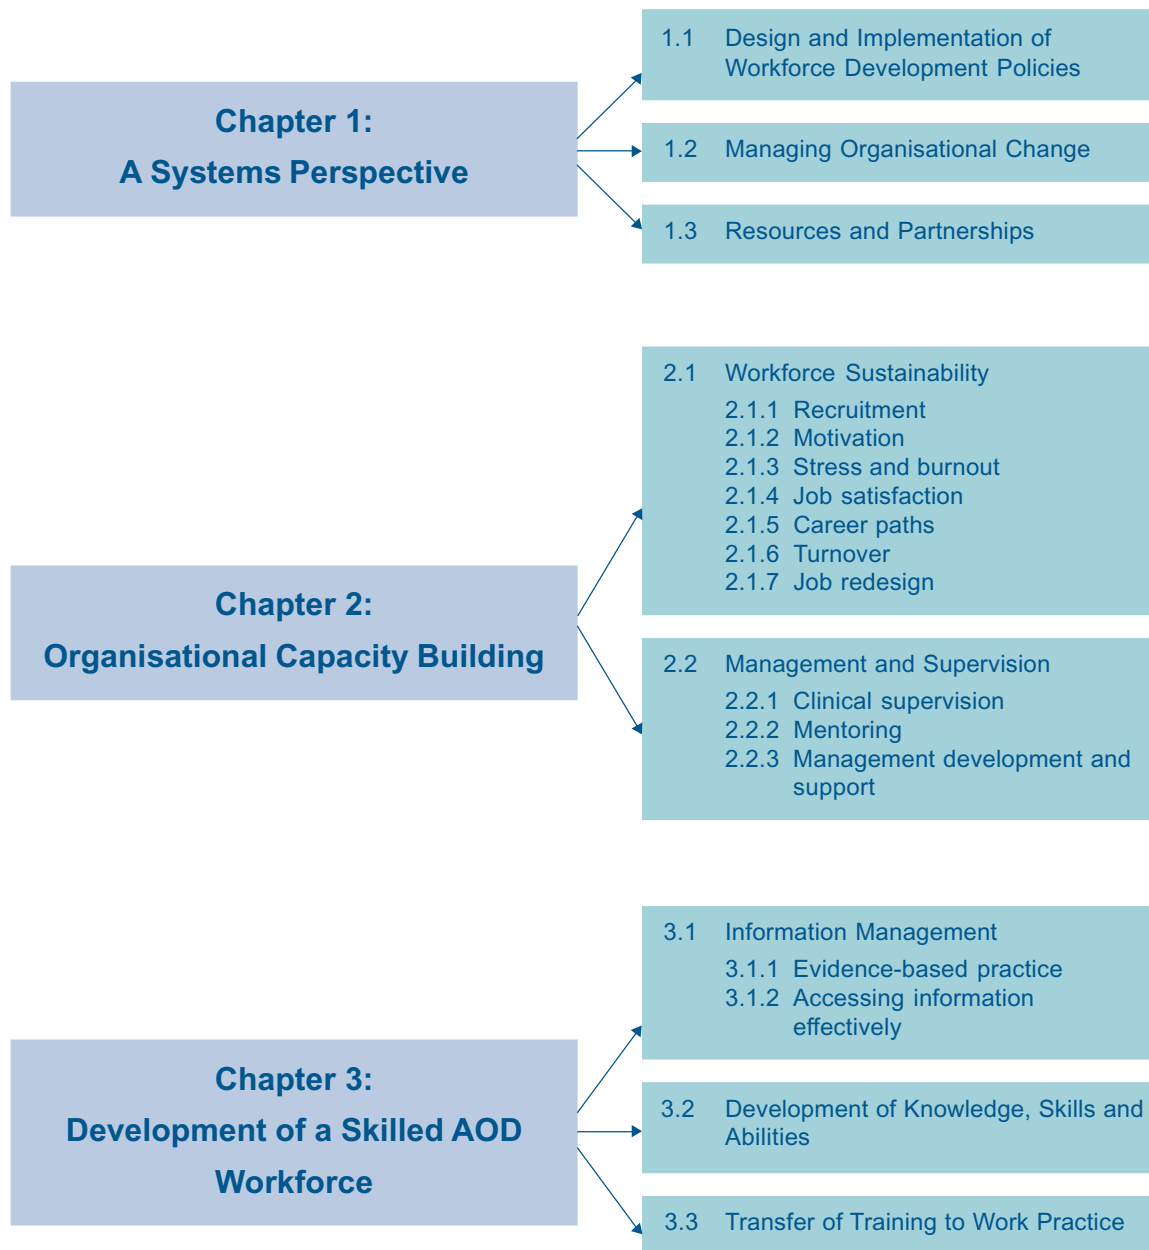 Chapter 1:
A Systems Perspective
1.1 Design and Implementation of
Workforce Development Policies
1.2 Managing Organisational Change
1.3 Resources and Partnerships
Chapter 2:
Organisational Capacity Building
2.1 Workforce Sustainability
2.1.1 Recruitment
2.1.2 Motivation
2.1.3 Stress and burnout
2.1.4 Job satisfaction
2.1.5 Career paths
2.1.6 Turnover
2.1.7 Job redesign
2.2 Management and Supervision
2.2.1 Clinical supervision
2.2.2 Mentoring
2.2.3 Management development and
support
Chapter 3:
Development of a Skilled AOD
Workforce
3.1 Information Management
3.1.1 Evidence-based practice
3.1.2 Accessing information
effectively
3.2 Development of Knowledge, Skills and
Abilities
3.3 Transfer of Training to Work Practice